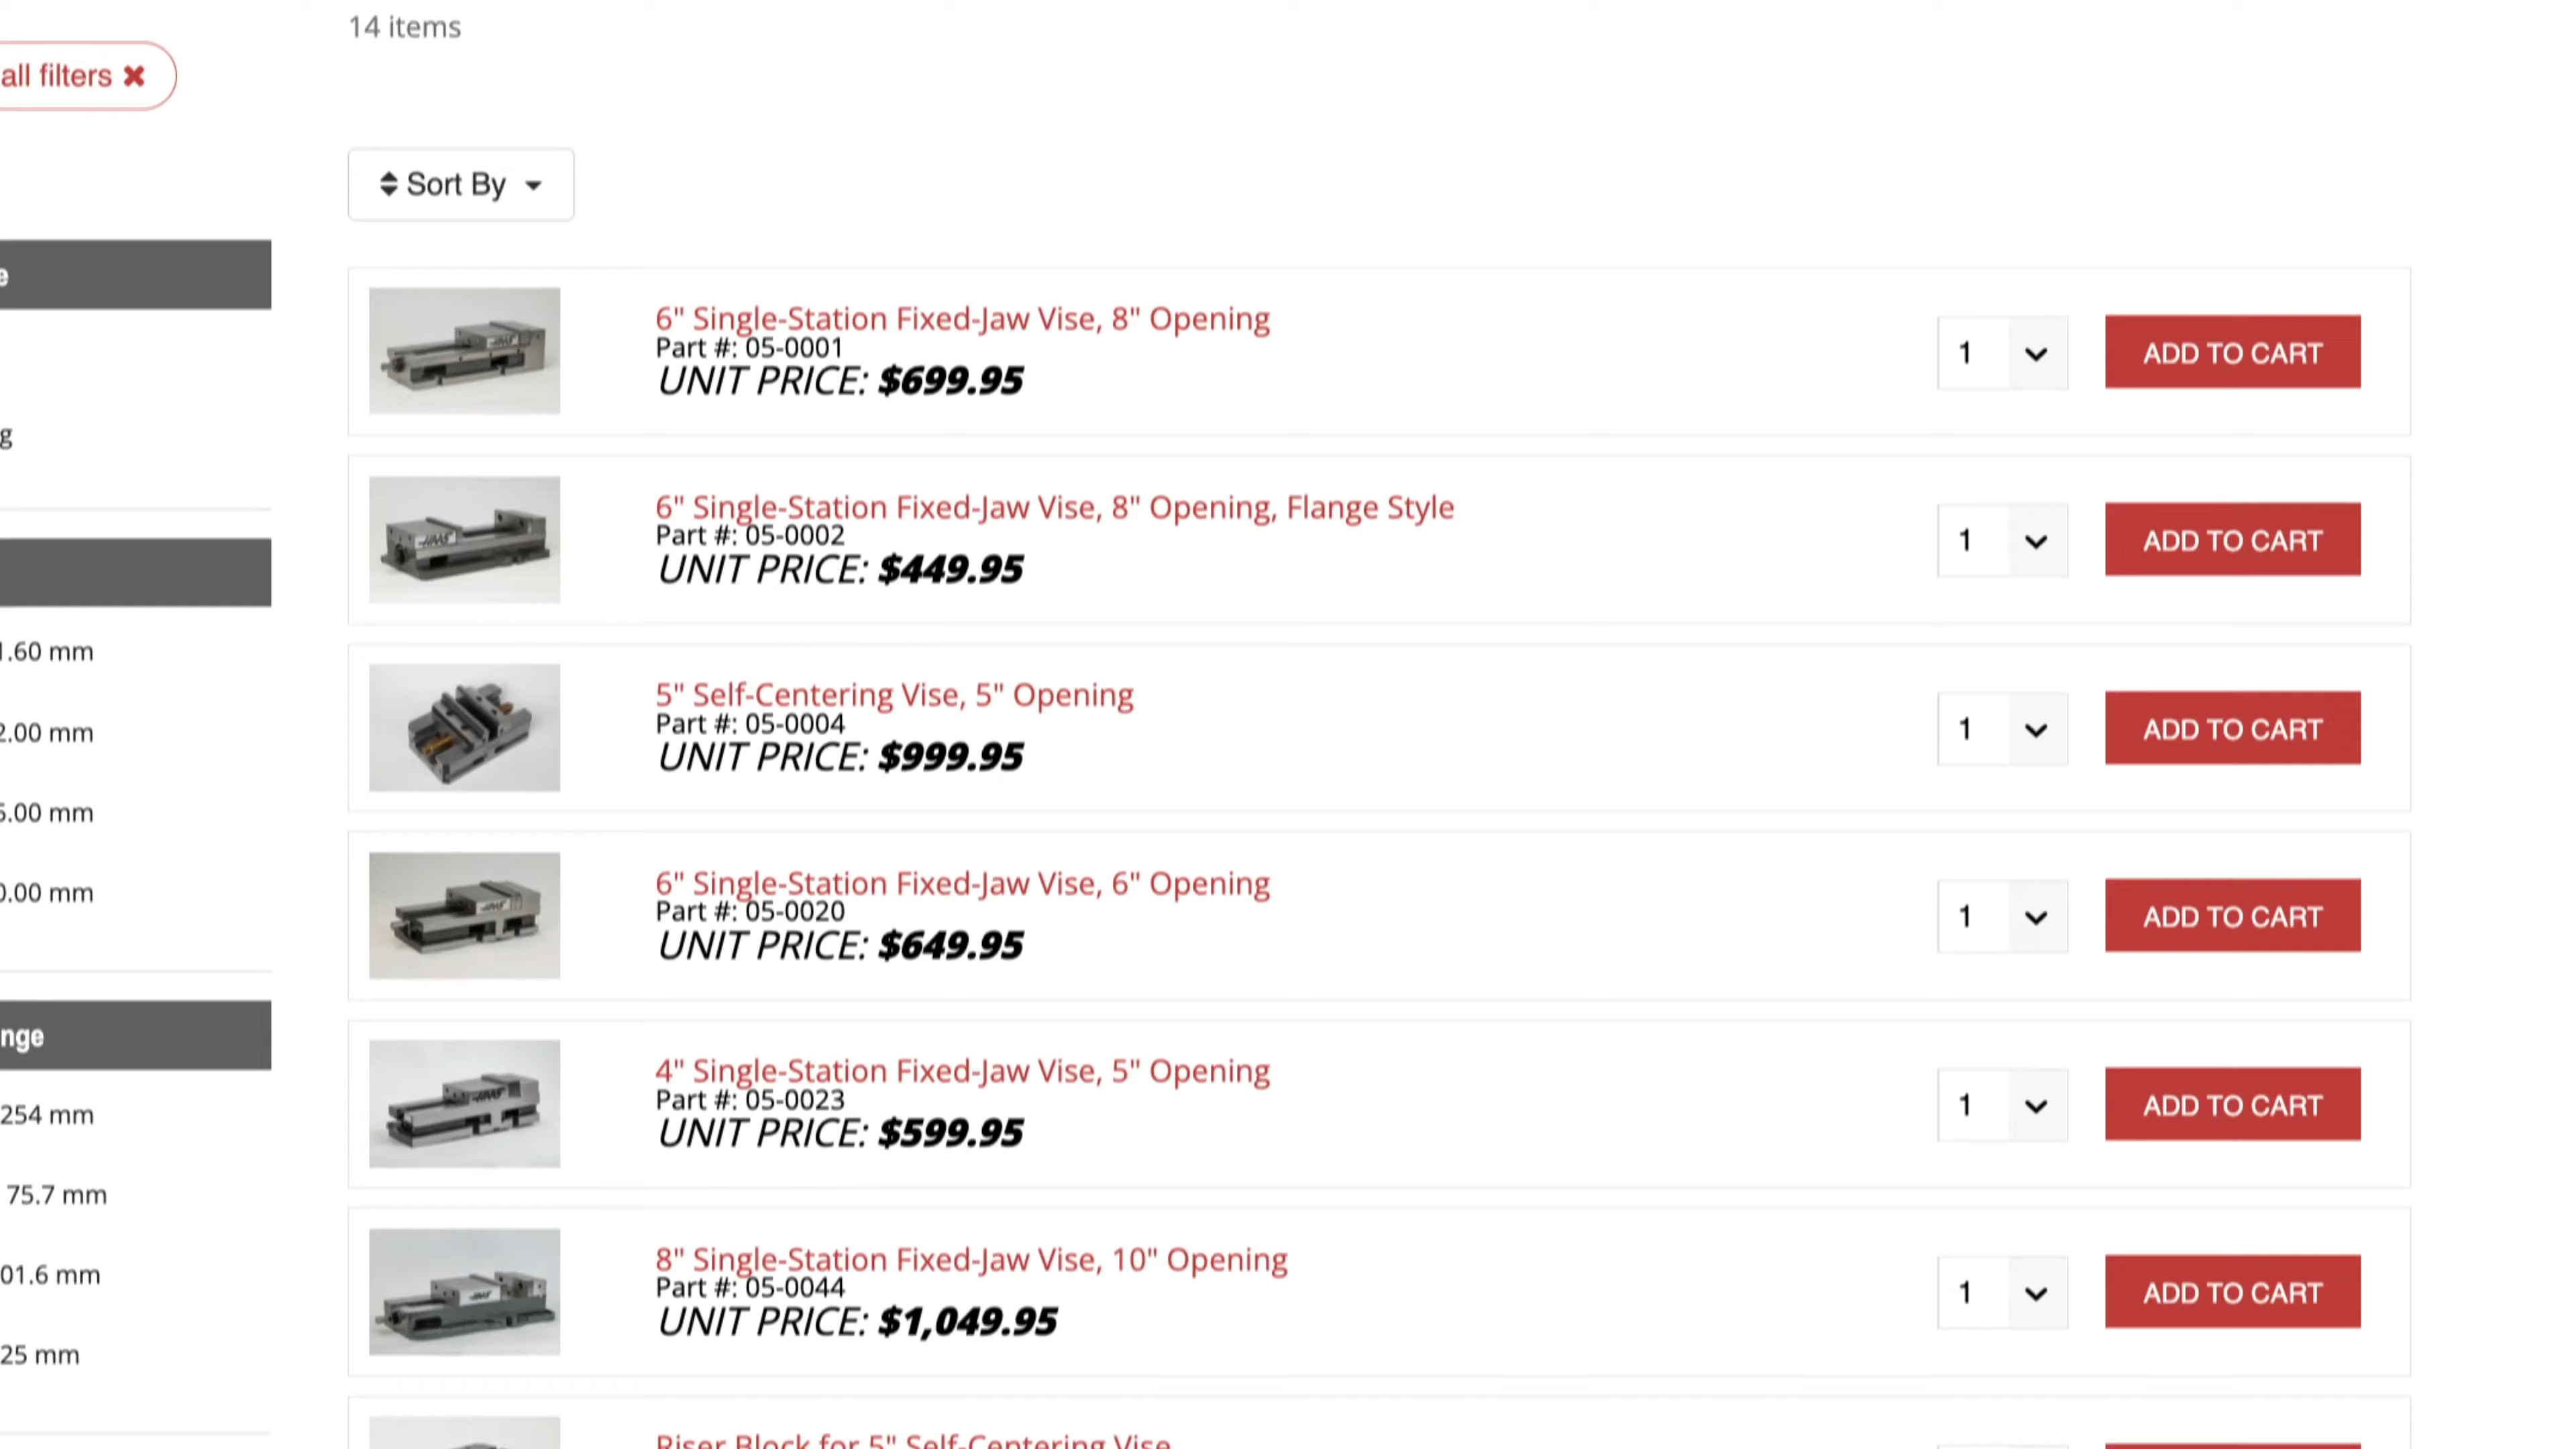 14 items
all filters
Sort By
g
.60 mm
2.00 mm
5.00 mm
0.00 mm
nge
254 mm
75.7 mm
01.6 mm
25 mm
6" Single-Station Fixed-Jaw Vise, 8" Opening
Part #: 05-0001
UNIT PRICE: $699.95
1
ADD TO CART
6" Single-Station Fixed-Jaw Vise, 8" Opening, Flange Style
Part #: 05-0002
UNIT PRICE: $449.95
1
ADD TO CART
5" Self-Centering Vise, 5" Opening
Part #: 05-0004
UNIT PRICE: $999.95
1
ADD TO CART
6" Single-Station Fixed-Jaw Vise, 6" Opening
Part #: 05-0020
UNIT PRICE: $649.95
1
ADD TO CART
4" Single-Station Fixed-Jaw Vise, 5" Opening
Part #: 05-0023
UNIT PRICE: $599.95
1
ADD TO CART
8" Single-Station Fixed-Jaw Vise, 10" Opening
Part #: 05-0044
UNIT PRICE: $1,049.95
1
ADD TO CART
Riser Block for 5" Self-Centering Vise